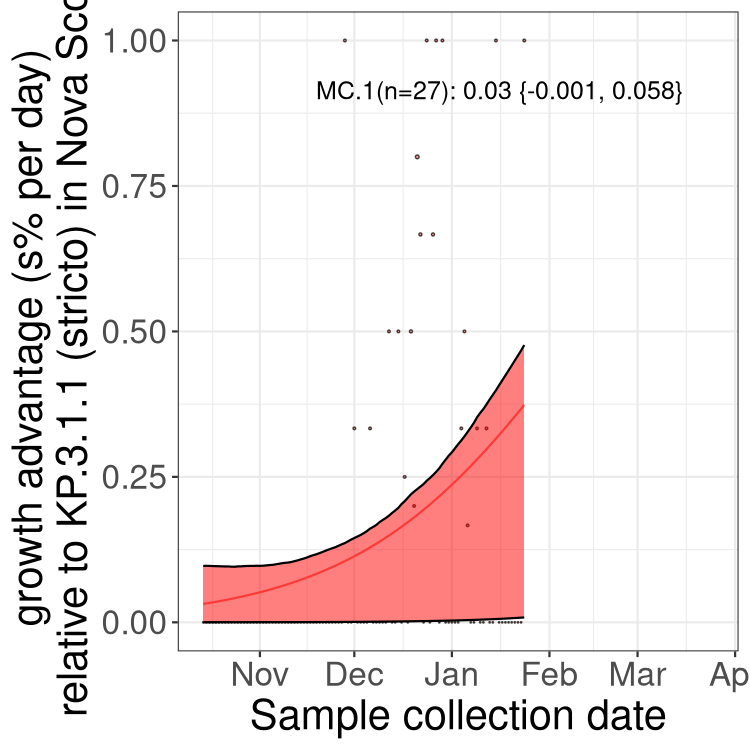 growth advantage (s% per day)
relative to KP.3.1.1 (stricto) in Nova Sco
1.00
0.75
0.50
0.25
0.00
MC.1(n=27): 0.03 {-0.001, 0.058}
Nov Dec Jan Feb Mar Ap
Sample collection date